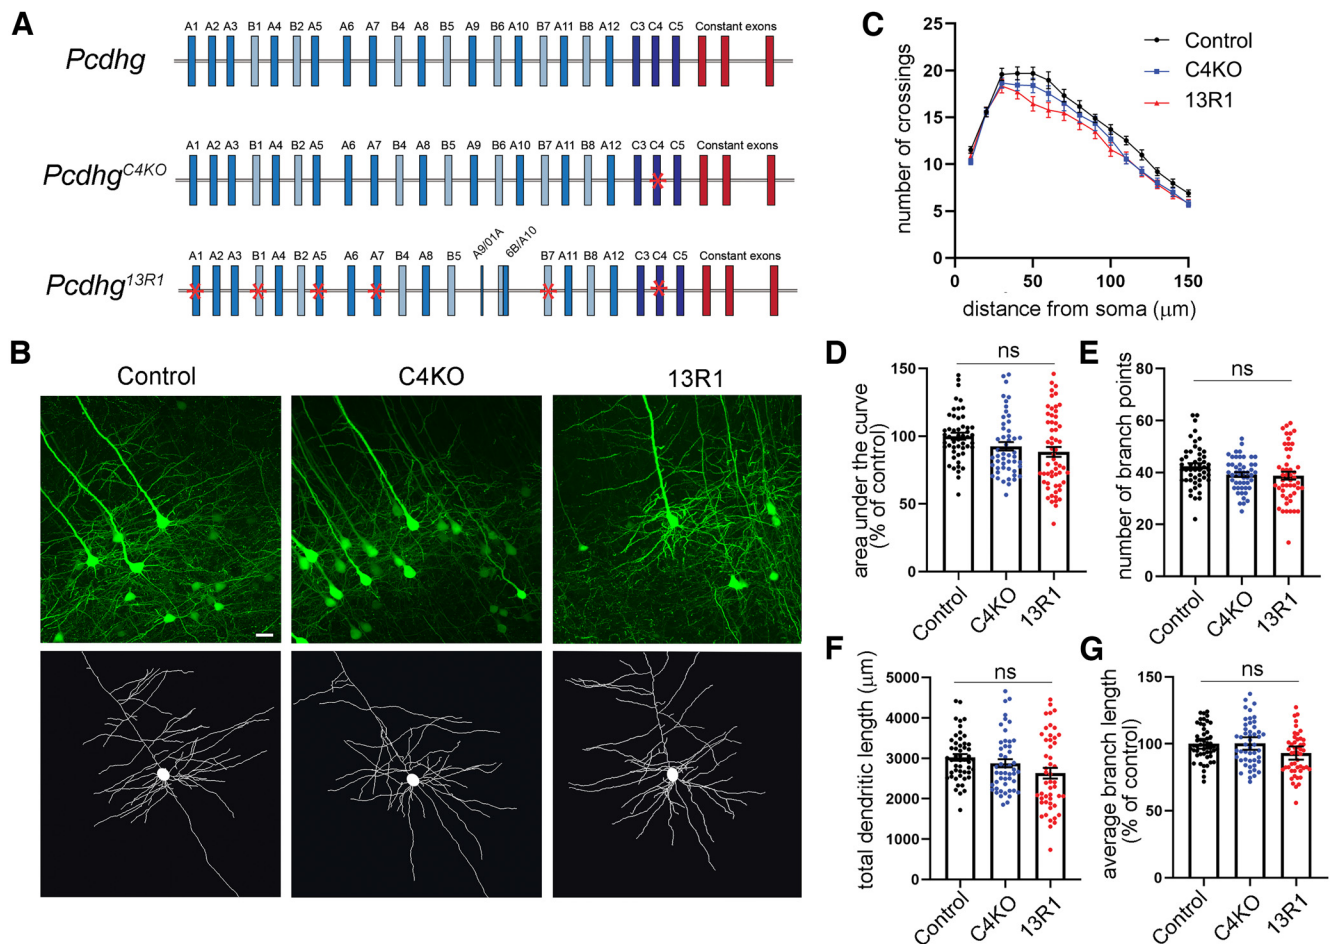 A
A1 A2 A3 B1 A4 B2 A5 A6 A7 B4 A8 B5 A9 B6 A10 B7 A11 B8 A12 C3 C4 C5 Constant exons
Pcdhg
A1 A2 A3 B1 A4 B2 A5 A6 A7 B4 A8 B5 A9 B6 A10 B7 A11 B8 A12 C3 C4 C5 Constant exons
Pcdhg^C4KO
A9/01A 6B/A10
A1 A2 A3 B1 A4 B2 A5 A6 A7 B4 A8 B5 B7 A11 B8 A12 C3 C4 C5 Constant exons
Pcdhg^13R1
B
Control C4KO 13R1
C
number of crossings
25
20
15
10
5
0
0 50 100 150
distance from soma (μm)
Control
C4KO
13R1
D
area under the curve
(% of control)
150
100
50
0
ns
Control C4KO 13R1
E
number of branch points
80
60
40
20
0
ns
Control C4KO 13R1
F
total dendritic length (μm)
5000
4000
3000
2000
1000
0
ns
Control C4KO 13R1
G
average branch length
(% of control)
150
100
50
0
ns
Control C4KO 13R1